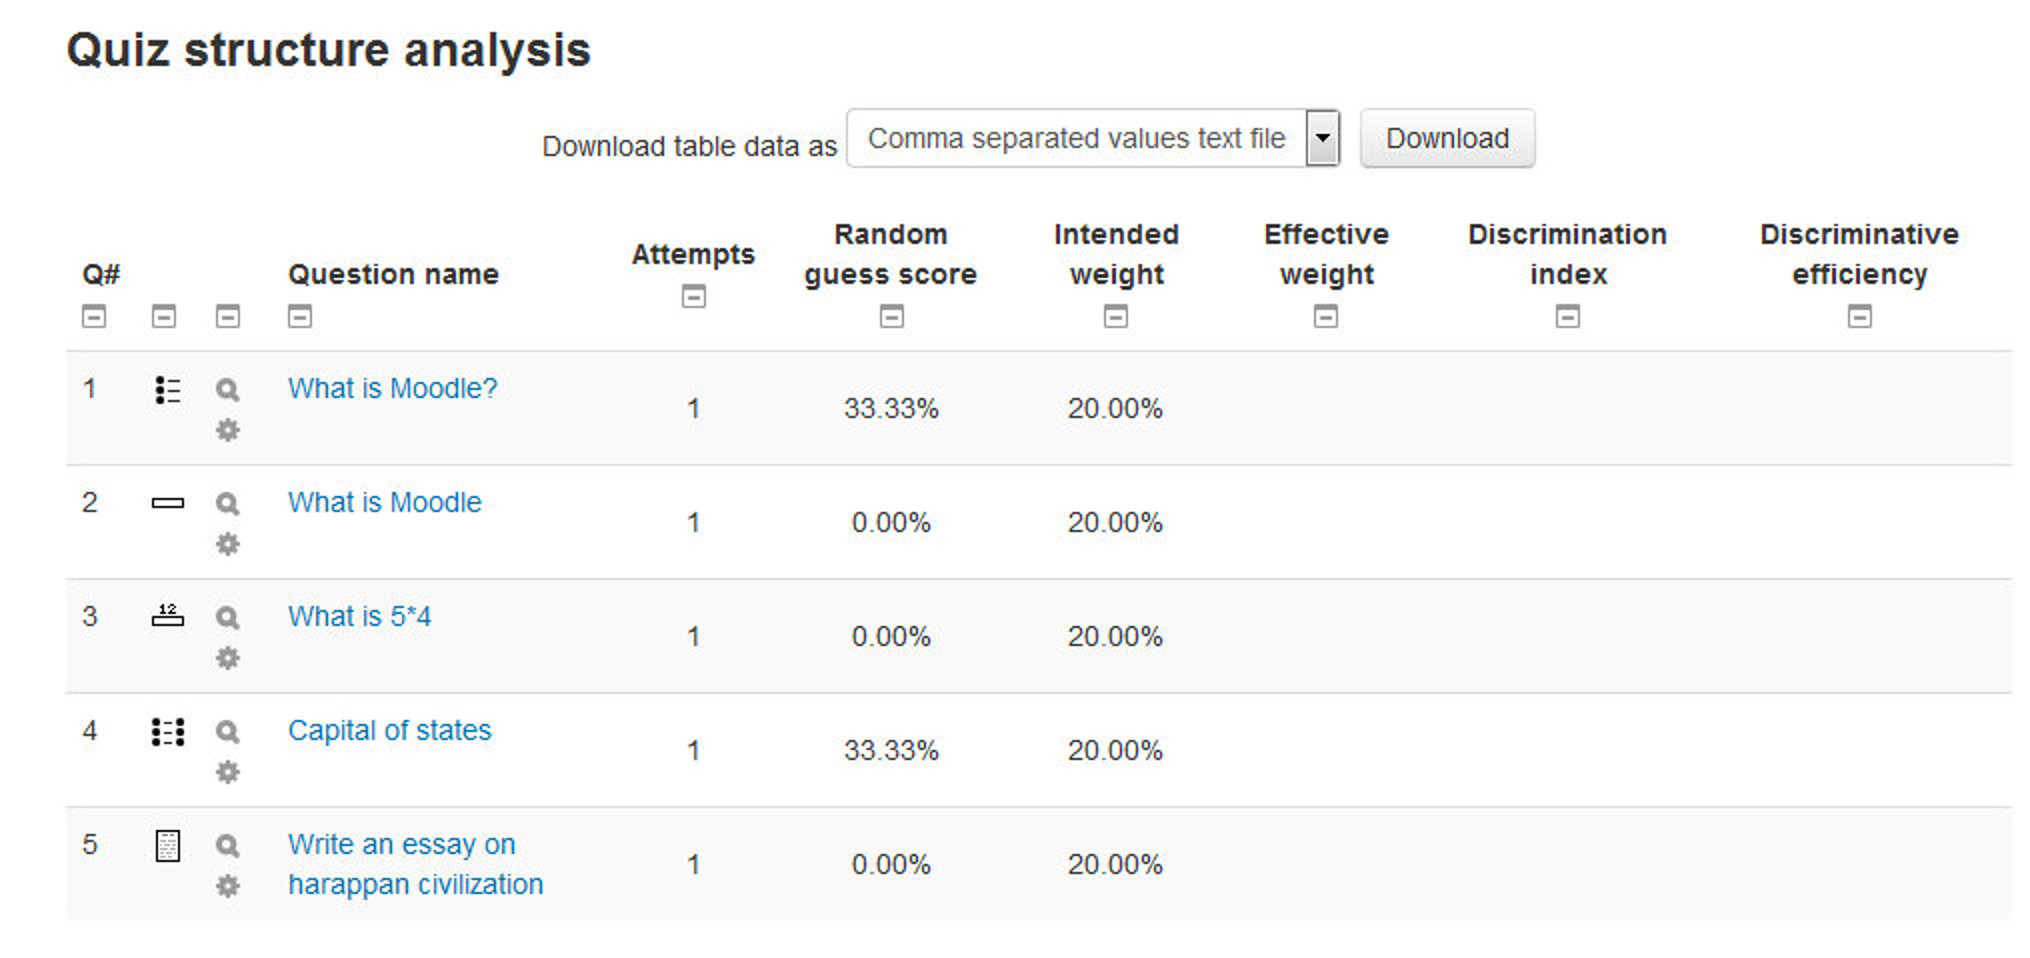 Quiz structure analysis
Download table data as Comma separated values text file Download
Q# Question name Attempts Random guess score Intended weight Effective weight Discrimination index Discriminative efficiency
1 What is Moodle? 1 33.33% 20.00%
2 What is Moodle 1 0.00% 20.00%
3 12 What is 5*4 1 0.00% 20.00%
4 Capital of states 1 33.33% 20.00%
5 Write an essay on harappan civilization 1 0.00% 20.00%